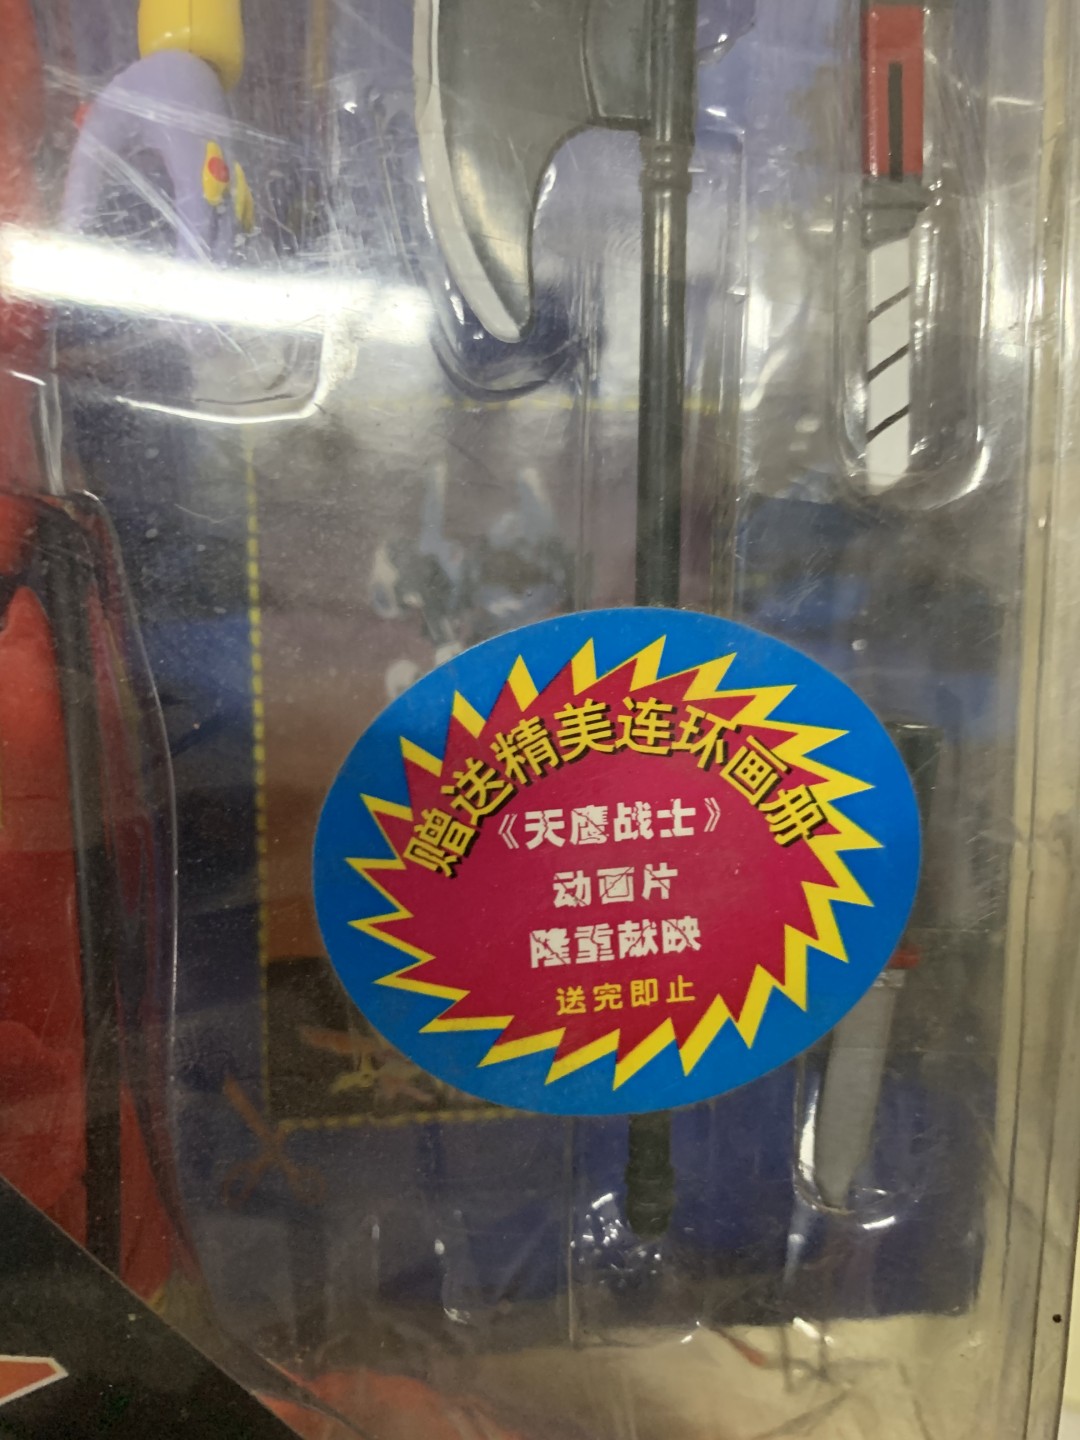 赠送精美连环画册
《天鹰战士》
动画片
隆重献映
送完即止